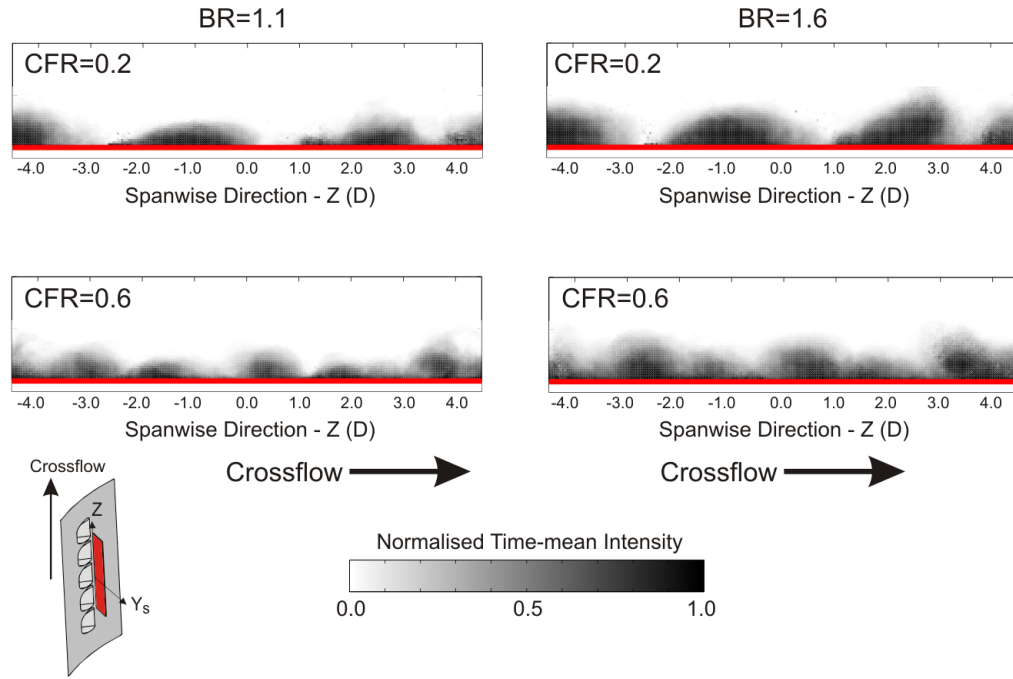 BR=1.1
BR=1.6
CFR=0.2
CFR=0.2
-4.0 -3.0 -2.0 -1.0 0.0 1.0 2.0 3.0 4.0
-4.0 -3.0 -2.0 -1.0 0.0 1.0 2.0 3.0 4.0
Spanwise Direction - Z (D)
Spanwise Direction - Z (D)
CFR=0.6
CFR=0.6
-4.0 -3.0 -2.0 -1.0 0.0 1.0 2.0 3.0 4.0
-4.0 -3.0 -2.0 -1.0 0.0 1.0 2.0 3.0 4.0
Spanwise Direction - Z (D)
Spanwise Direction - Z (D)
Crossflow
Crossflow
Crossflow
Z
Ys
Normalised Time-mean Intensity
0.0 0.5 1.0